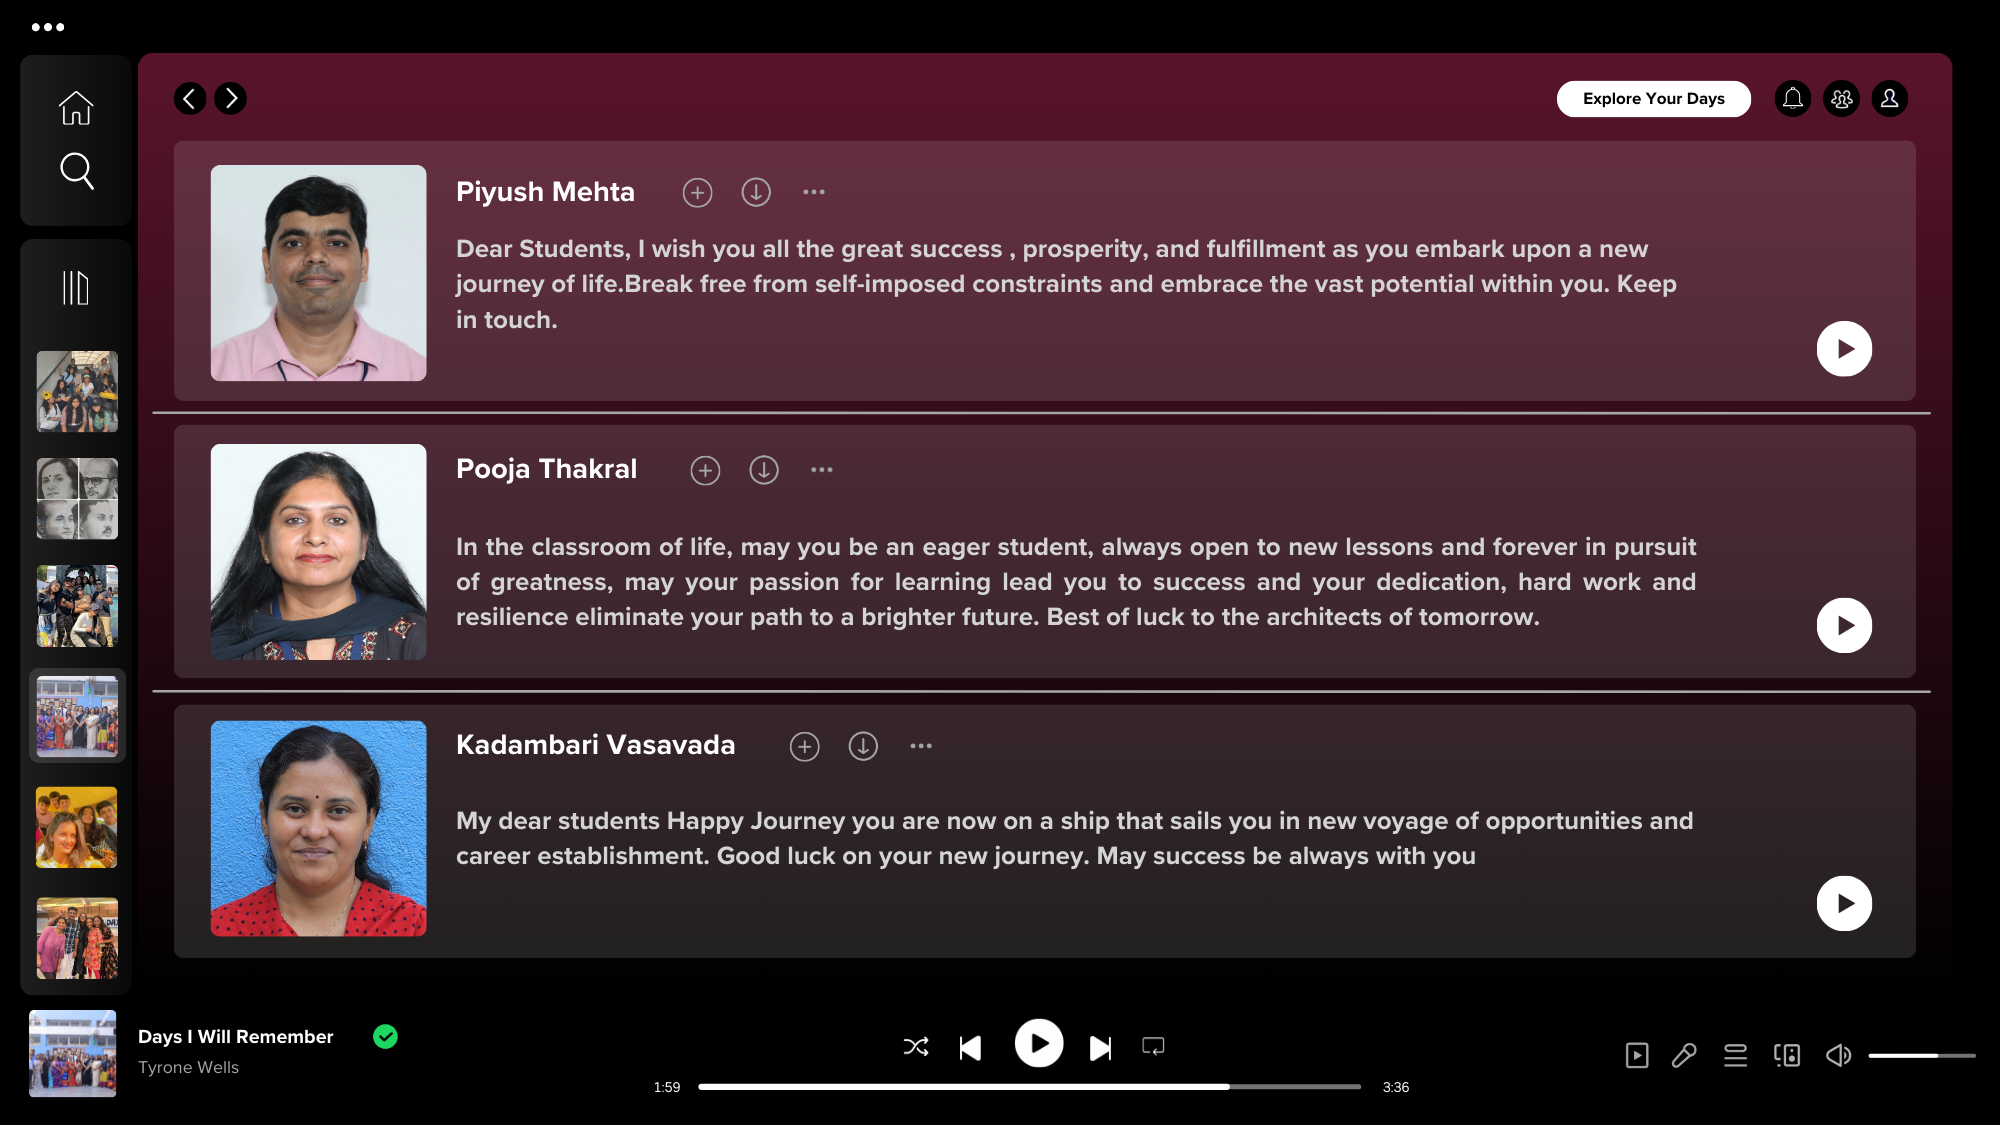 Explore Your Days
Piyush Mehta
Dear Students, I wish you all the great success , prosperity, and fulfillment as you embark upon a new
journey of life.Break free from self-imposed constraints and embrace the vast potential within you. Keep
in touch.
Pooja Thakral
In the classroom of life, may you be an eager student, always open to new lessons and forever in pursuit
of greatness, may your passion for learning lead you to success and your dedication, hard work and
resilience eliminate your path to a brighter future. Best of luck to the architects of tomorrow.
Kadambari Vasavada
My dear students Happy Journey you are now on a ship that sails you in new voyage of opportunities and
career establishment. Good luck on your new journey. May success be always with you
Days I Will Remember
Tyrone Wells
1:59
3:36